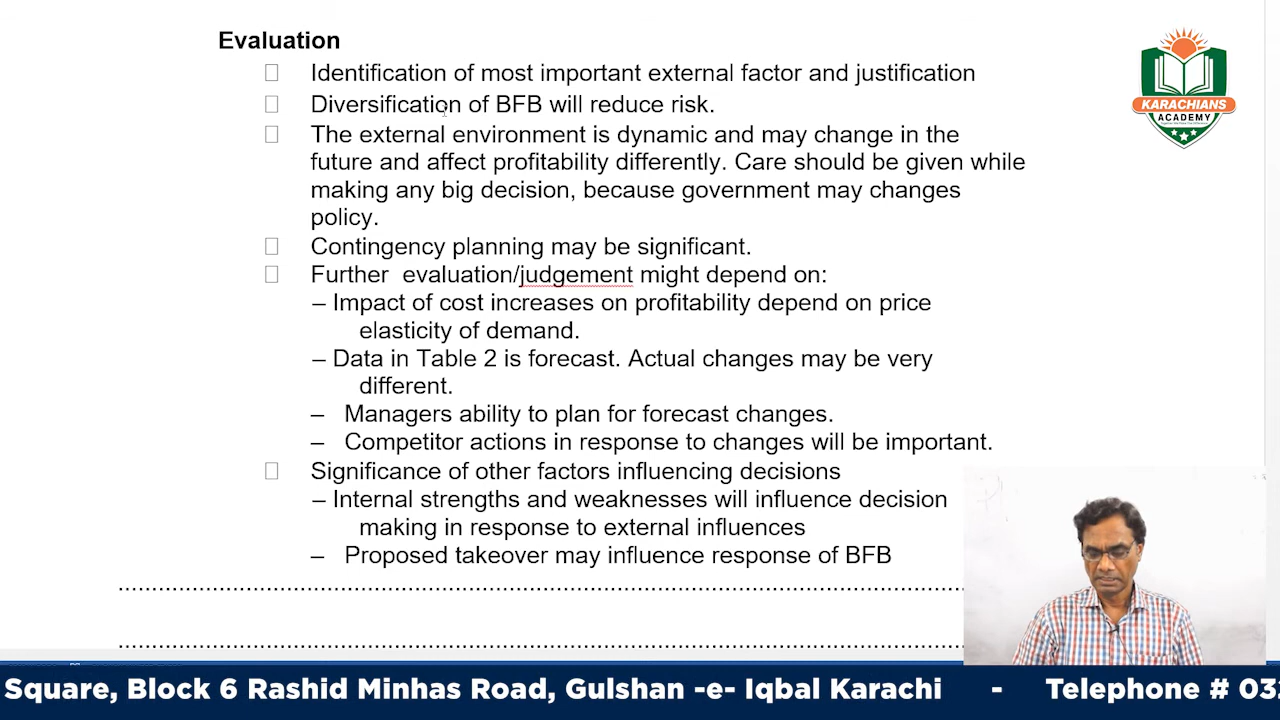 Evaluation
Identification of most important external factor and justification
Diversification of BFB will reduce risk.
The external environment is dynamic and may change in the
future and affect profitability differently. Care should be given while
making any big decision, because government may changes
policy.
Contingency planning may be significant.
Further evaluation/judgement might depend on:
– Impact of cost increases on profitability depend on price
elasticity of demand.
– Data in Table 2 is forecast. Actual changes may be very
different.
– Managers ability to plan for forecast changes.
– Competitor actions in response to changes will be important.
Significance of other factors influencing decisions
– Internal strengths and weaknesses will influence decision
making in response to external influences
– Proposed takeover may influence response of BFB
KARACHIANS
ACADEMY
Square, Block 6 Rashid Minhas Road, Gulshan -e- Iqbal Karachi - Telephone # 03